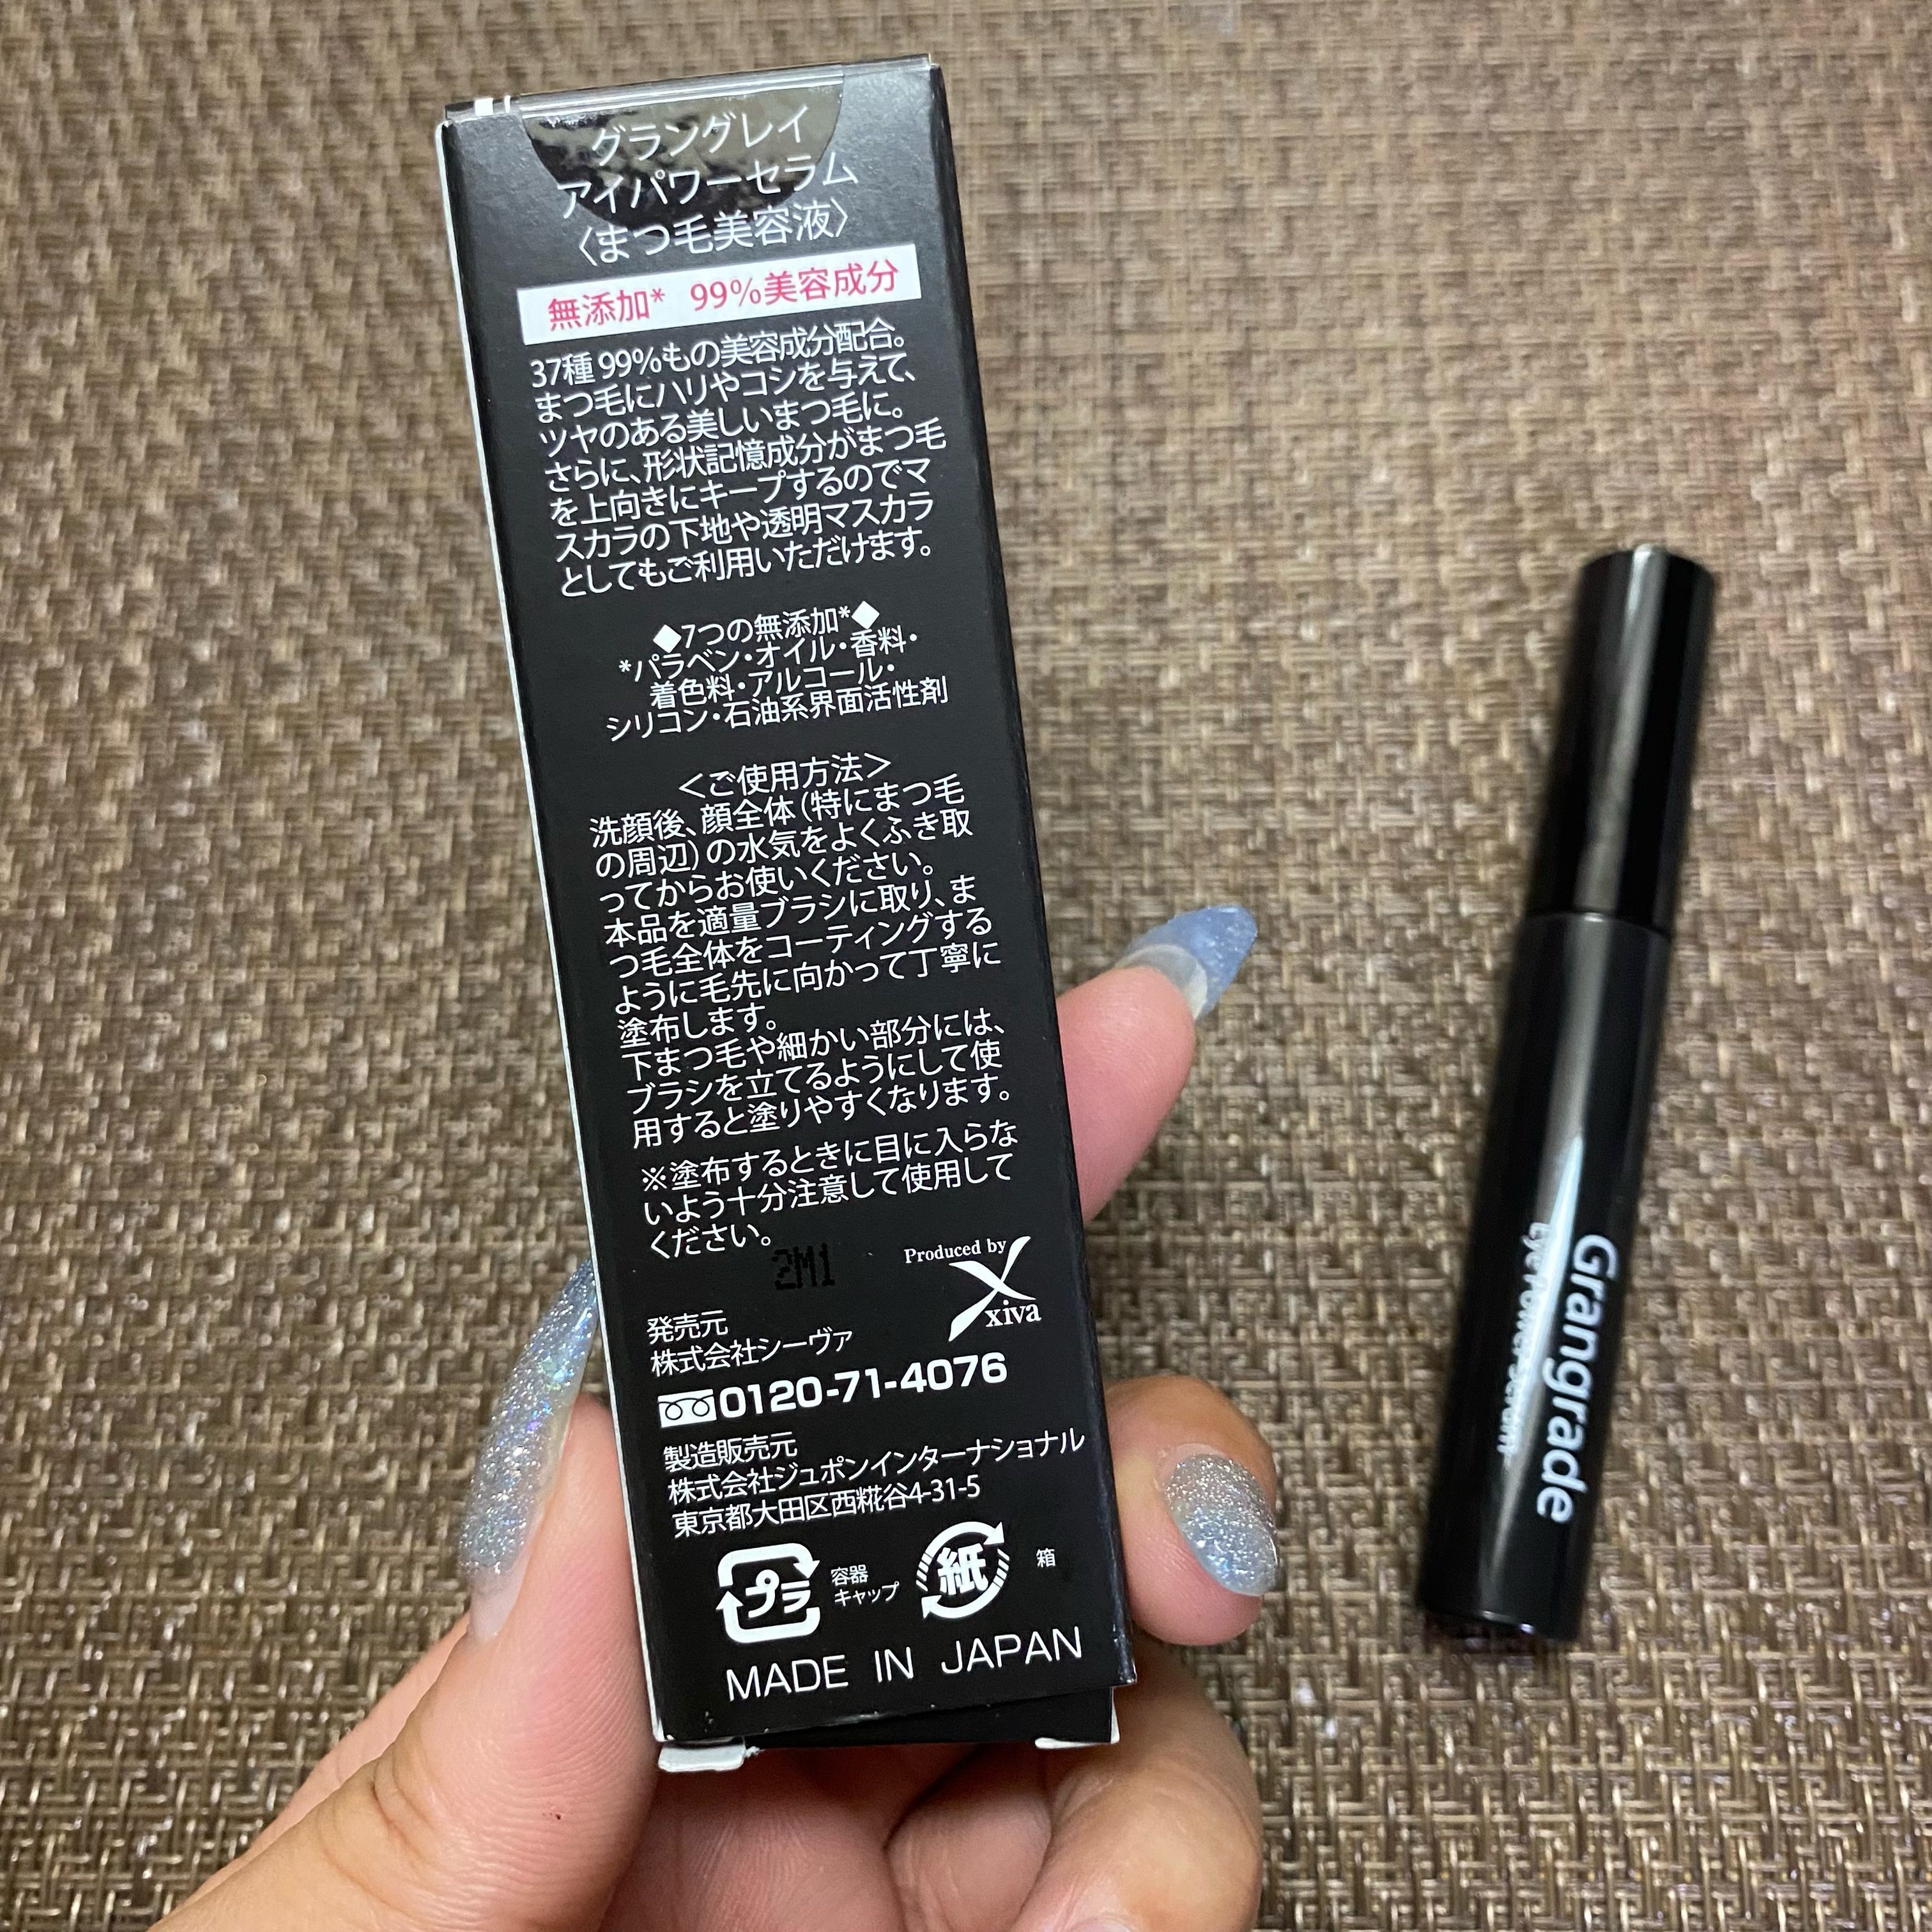 グラングレイ
アイパワーセラム
〈まつ毛美容液〉
無添加* 99%美容成分
37種 99%もの美容成分配合。
まつ毛にハリやコシを与えて、
ツヤのある美しいまつ毛に。
さらに、形状記憶成分がまつ毛
を上向きにキープするのでマ
スカラの下地や透明マスカラ
としてもご利用いただけます。
◆7つの無添加*◆
*パラベン・オイル・香料・
着色料・アルコール・
シリコン・石油系界面活性剤
＜ご使用方法＞
洗顔後、顔全体（特にまつ毛
の周辺）の水気をよくふき取
ってからお使いください。
本品を適量ブラシに取り、ま
つ毛全体をコーティングする
ように毛先に向かって丁寧に
塗布します。
下まつ毛や細かい部分には、
ブラシを立てるようにして使
用すると塗りやすくなります。
※塗布するときに目に入らな
いよう十分注意して使用して
ください。
2M1
Produced by
xiva
発売元
株式会社シーヴァ
0120-71-4076
製造販売元
株式会社ジュポンインターナショナル
東京都大田区西糀谷4-31-5
プラ
容器
キャップ
紙
箱
MADE IN JAPAN
Grangrade
Eye Power Serum